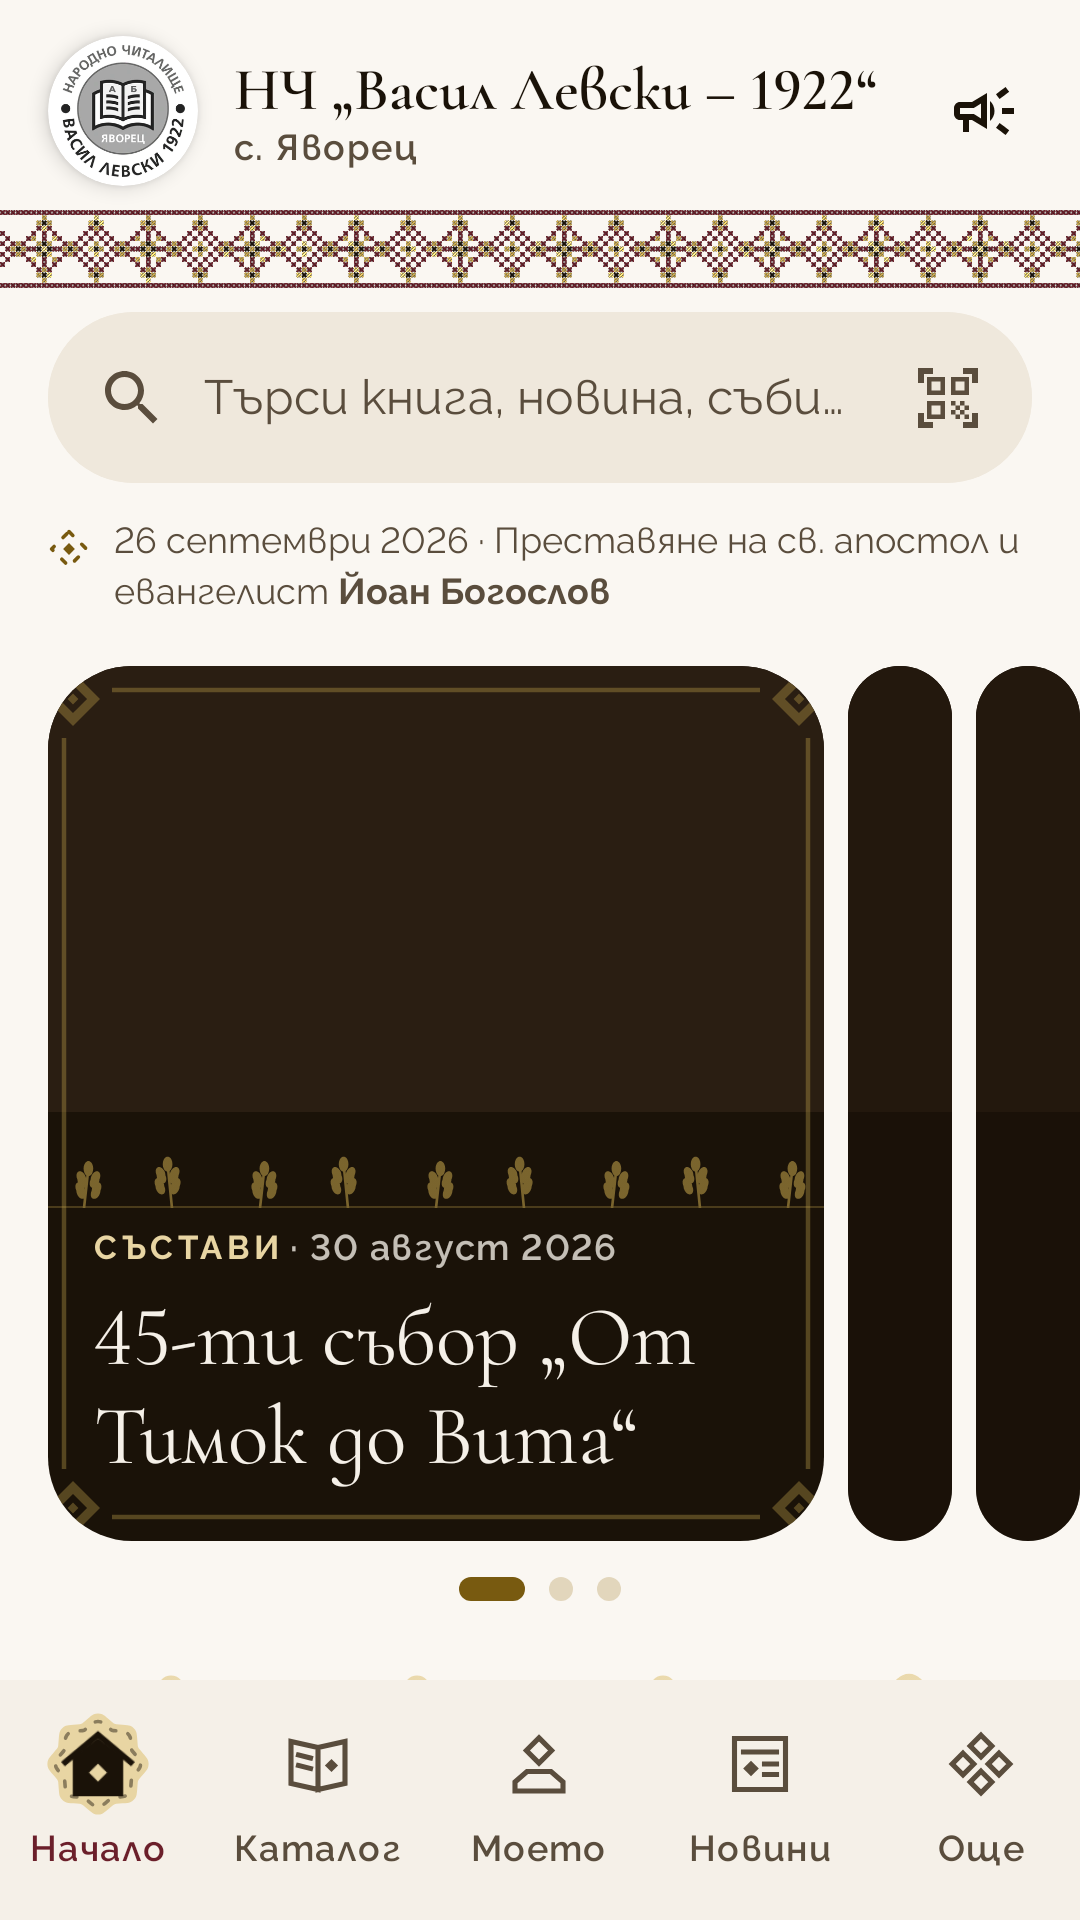 НАРОДНО ЧИТАЛИЩЕ
А Б
ЯВОРЕЦ
ВАСИЛ ЛЕВСКИ 1922
НЧ „Васил Левски – 1922“
с. Яворец
Търси книга, новина, съби…
26 септември 2026 · Преставяне на св. апостол и
евангелист Йоан Богослов
СЪСТАВИ · 30 август 2026
45-ти събор „От
Тимок до Вита“
Начало
Каталог
Моето
Новини
Още